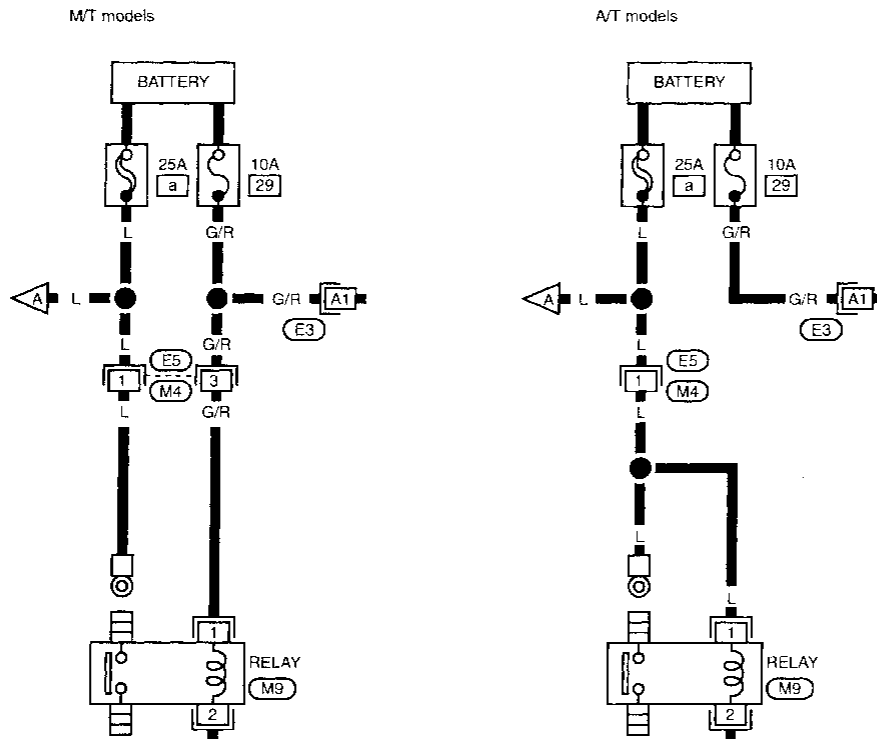 M/T models
BATTERY
25A
a
10A
29
L
G/R
A
L
G/R
A1
E3
L
G/R
1
E5
M4
3
L
G/R
1
RELAY
M9
2
A/T models
BATTERY
25A
a
10A
29
L
G/R
A
L
G/R
A1
E3
L
1
E5
M4
L
L
L
1
RELAY
M9
2